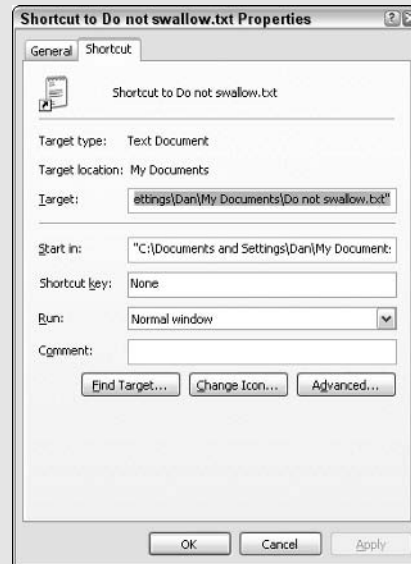 Shortcut to Do not swallow.txt Properties
General Shortcut
Shortcut to Do not swallow.txt
Target type: Text Document
Target location: My Documents
Target: ettings\Dan\My Documents\Do not swallow.txt"
Start in: "C:\Documents and Settings\Dan\My Document:
Shortcut key: None
Run: Normal window
Comment:
Find Target... Change Icon... Advanced...
OK Cancel Apply